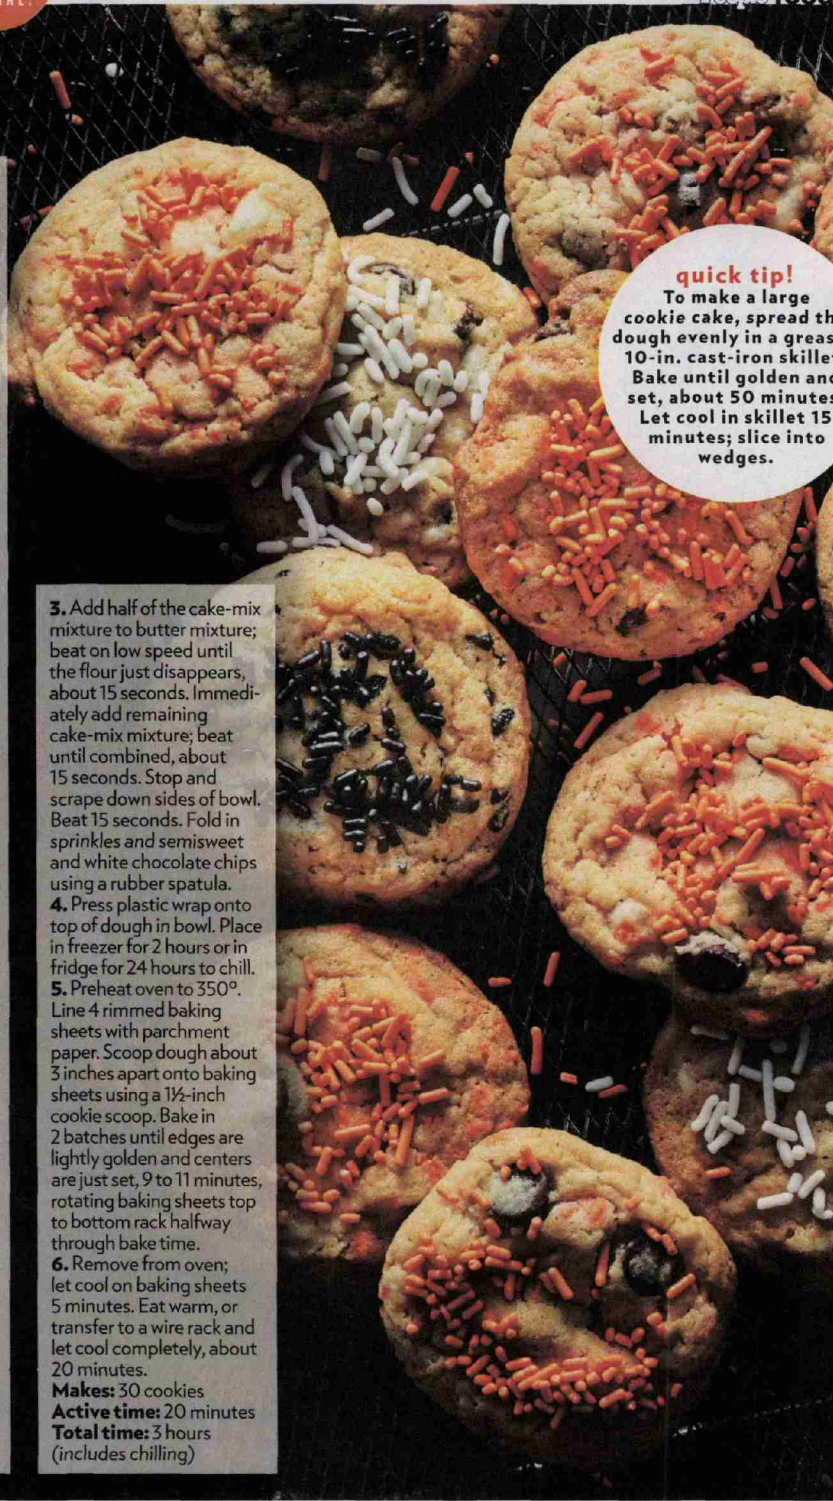 quick tip!
To make a large
cookie cake, spread th
dough evenly in a greas
10-in. cast-iron skille
Bake until golden and
set, about 50 minutes
Let cool in skillet 15
minutes; slice into
wedges.
3. Add half of the cake-mix
mixture to butter mixture;
beat on low speed until
the flour just disappears,
about 15 seconds. Immedi-
ately add remaining
cake-mix mixture; beat
until combined, about
15 seconds. Stop and
scrape down sides of bowl.
Beat 15 seconds. Fold in
sprinkles and semisweet
and white chocolate chips
using a rubber spatula.
4. Press plastic wrap onto
top of dough in bowl. Place
in freezer for 2 hours or in
fridge for 24 hours to chill.
5. Preheat oven to 350°.
Line 4 rimmed baking
sheets with parchment
paper. Scoop dough about
3 inches apart onto baking
sheets using a 1½-inch
cookie scoop. Bake in
2 batches until edges are
lightly golden and centers
are just set, 9 to 11 minutes,
rotating baking sheets top
to bottom rack halfway
through bake time.
6. Remove from oven;
let cool on baking sheets
5 minutes. Eat warm, or
transfer to a wire rack and
let cool completely, about
20 minutes.
Makes: 30 cookies
Active time: 20 minutes
Total time: 3 hours
(includes chilling)